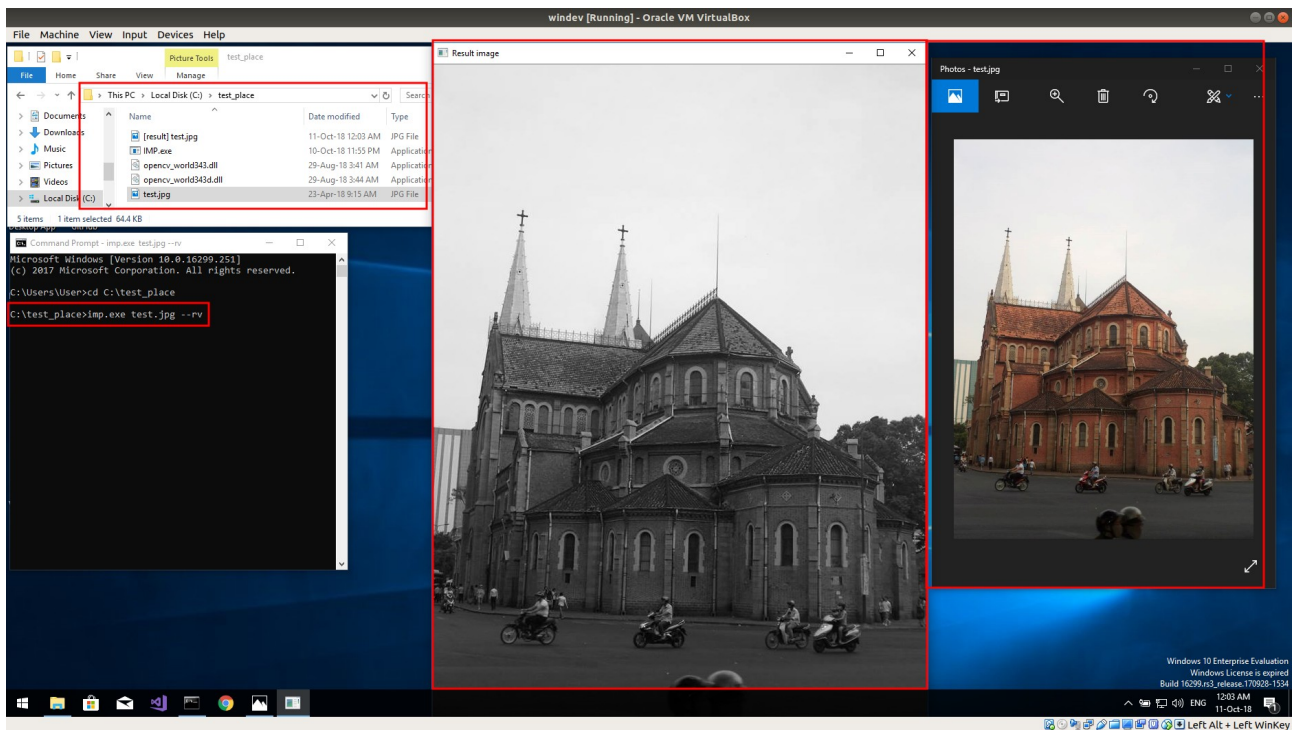 windev [Running] - Oracle VM VirtualBox
File Machine View Input Devices Help
Picture Tools test_place
File Home Share View Manage
This PC > Local Disk (C:) > test_place
Search
Documents
Downloads
Music
Pictures
Videos
Local Disk (C:)
Name Date modified Type
[result] test.jpg 11-Oct-18 12:03 AM JPG File
IMP.exe 10-Oct-18 11:55 PM Application
opencv_world343.dll 29-Aug-18 3:41 AM Application
opencv_world343d.dll 29-Aug-18 3:44 AM Application
test.jpg 23-Apr-18 9:15 AM JPG File
5 items 1 item selected 64.4 KB
Command Prompt - imp.exe test.jpg --rv
Microsoft Windows [Version 10.0.16299.251]
(c) 2017 Microsoft Corporation. All rights reserved.
C:\Users\User>cd C:\test_place
C:\test_place>imp.exe test.jpg --rv
Result image
Photos - test.jpg
Windows 10 Enterprise Evaluation
Windows License is expired
Build 16299.rs3_release.170928-1534
ENG
12:03 AM
11-Oct-18
Left Alt + Left WinKey